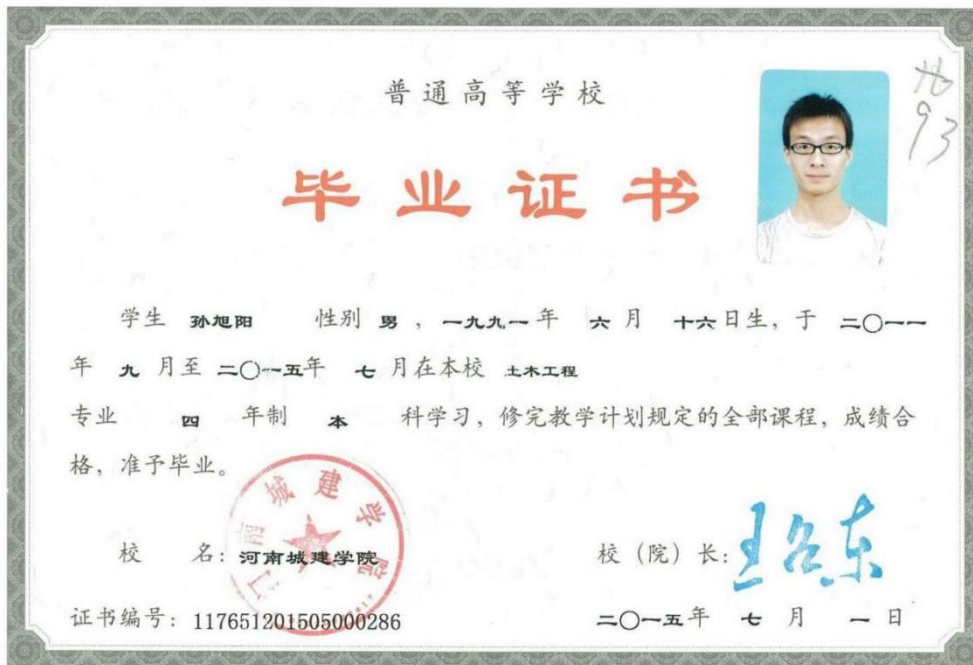 普通高等学校
毕业证书
93
学生 孙旭阳 性别 男 ，一九九一 年 六 月 十六 日生，于 二〇一一
年 九 月至 二〇一五年 七 月在本校 土木工程
专业 四 年制 本 科学习，修完教学计划规定的全部课程，成绩合
格，准予毕业。
城建学院
校 名：河南城建学院 校（院）长：
证书编号：117651201505000286 二〇一五年 七 月 一 日